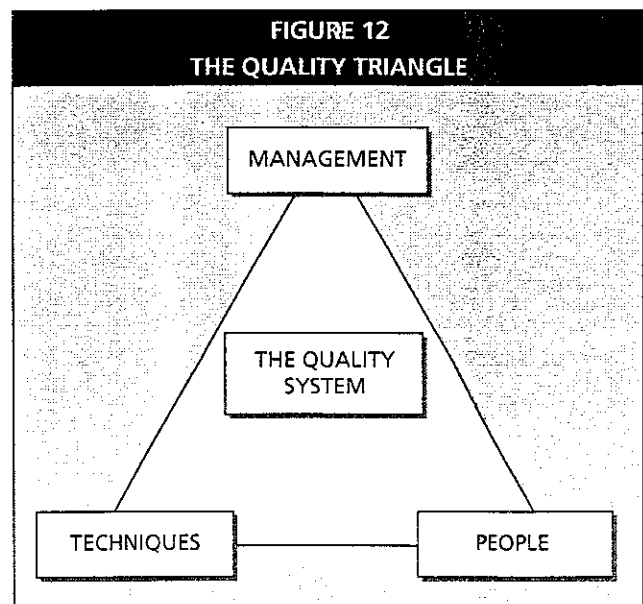 FIGURE 12
THE QUALITY TRIANGLE
MANAGEMENT
THE QUALITY
SYSTEM
TECHNIQUES
PEOPLE